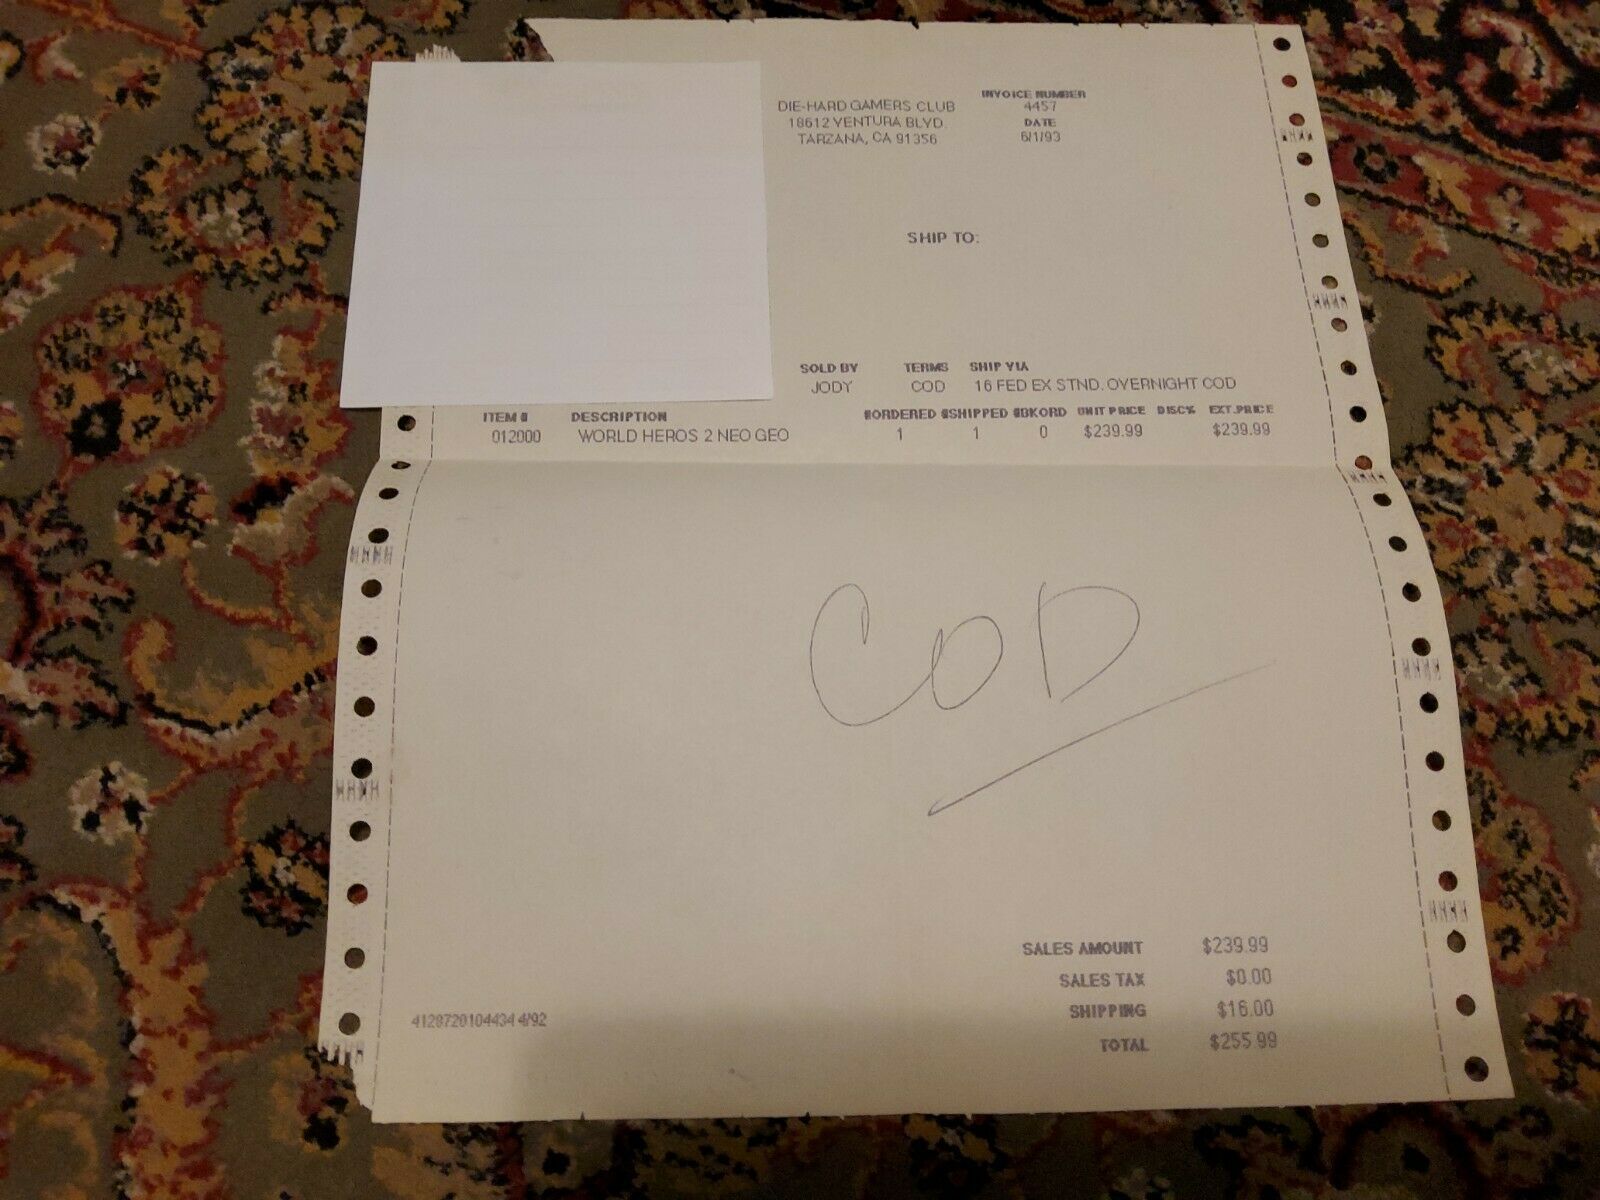 DIE-HARD GAMERS CLUB
18612 VENTURA BLVD.
TARZANA, CA 91356
INVOICE NUMBER
4457
DATE
6/1/93
SHIP TO:
SOLD BY TERMS SHIP VIA
JODY COD 16 FED EX STND. OVERNIGHT COD
ITEM # DESCRIPTION #ORDERED #SHIPPED #BKORD UNIT PRICE DISC% EXT.PRICE
012000 WORLD HEROS 2 NEO GEO 1 1 0 $239.99 $239.99
COD
SALES AMOUNT $239.99
SALES TAX $0.00
SHIPPING $16.00
TOTAL $255.99
4128720104434 4/92